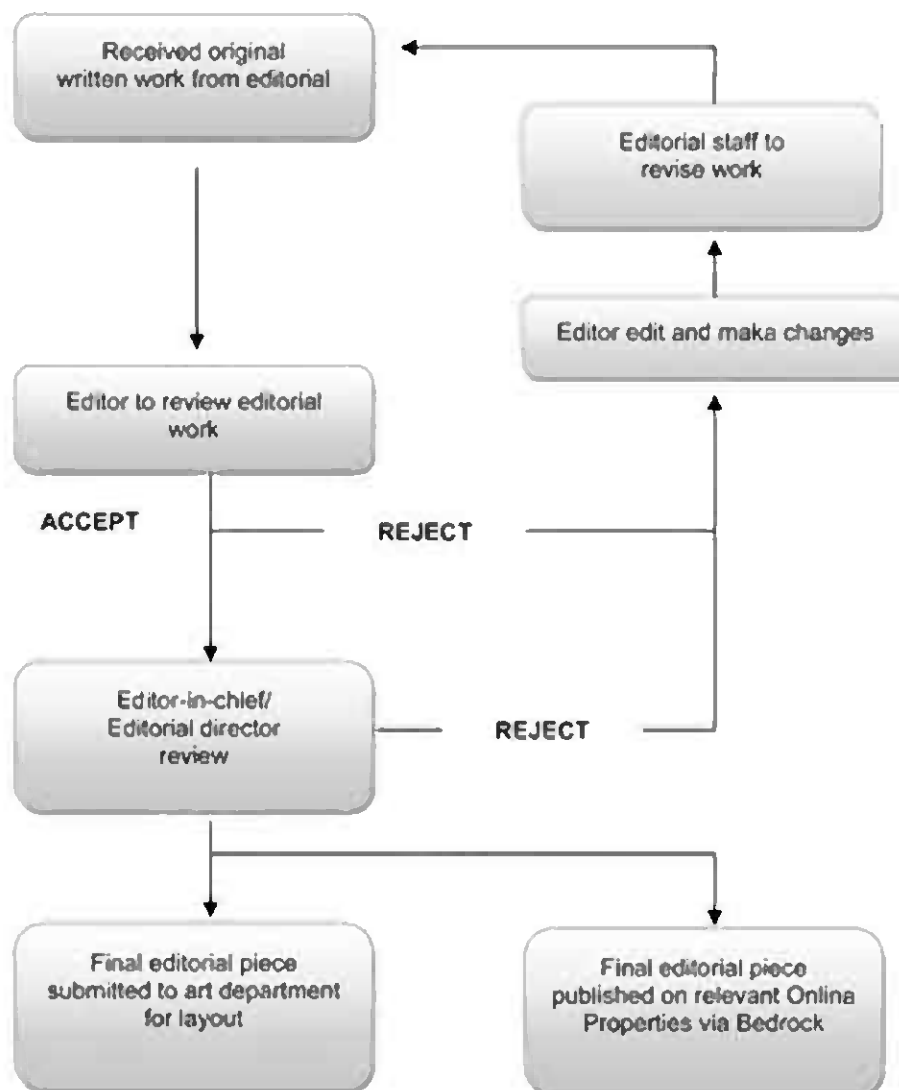 Received original
written work from editorial
Editorial staff to
revise work
Editor edit and maka changes
Editor to review editorial
work
ACCEPT
REJECT
Editor-in-chief/
Editorial director
review
REJECT
Final editorial piece
submitted to art department
for layout
Final editorial piece
published on relevant Onlina
Properties via Bedrock